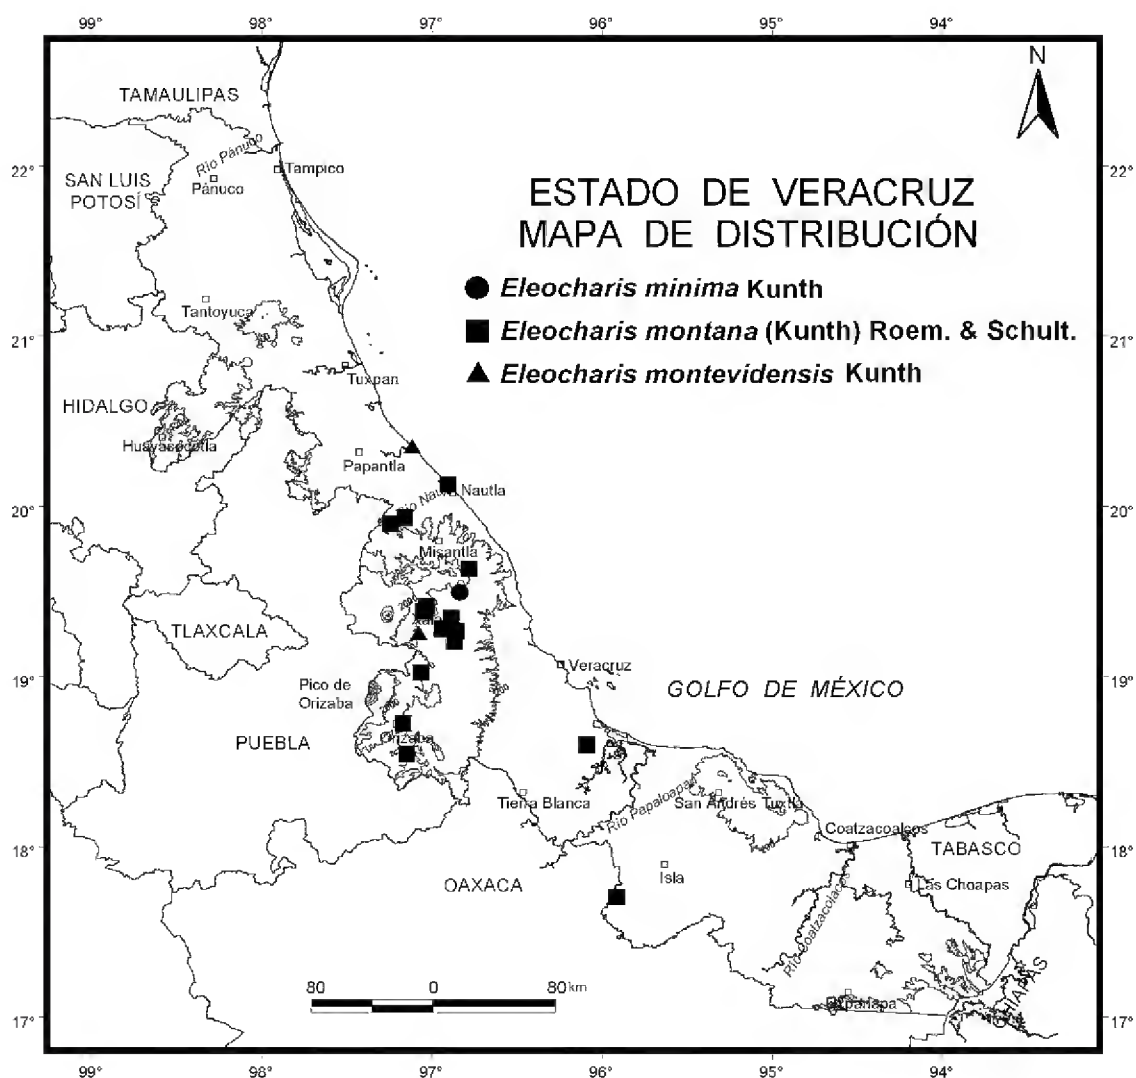 99° 98° 97° 96° 95° 94°
N
TAMAULIPAS
Río Pánuco
22° Tampico 22°
SAN LUIS
POTOSÍ
Pánuco
ESTADO DE VERACRUZ
MAPA DE DISTRIBUCIÓN
Eleocharis minima Kunth
Eleocharis montana (Kunth) Roem. & Schult.
Eleocharis montevidensis Kunth
Tantoyuca
21° 21°
Tuxpan
HIDALGO
Huayacocotla
Papantla
Nautla
20° 20°
Misantla
TLAXCALA
Veracruz
19° 19°
Pico de
Orizaba
GOLFO DE MÉXICO
PUEBLA
Orizaba
Tierra Blanca
Río Papaloapan
San Andrés Tuxtla
Coatzacoalcos
18° 18°
TABASCO
Isla
OAXACA
Las Choapas
Río Coatzacoalcos
CHIAPAS
80 0 80 km
17° 17°
99° 98° 97° 96° 95° 94°